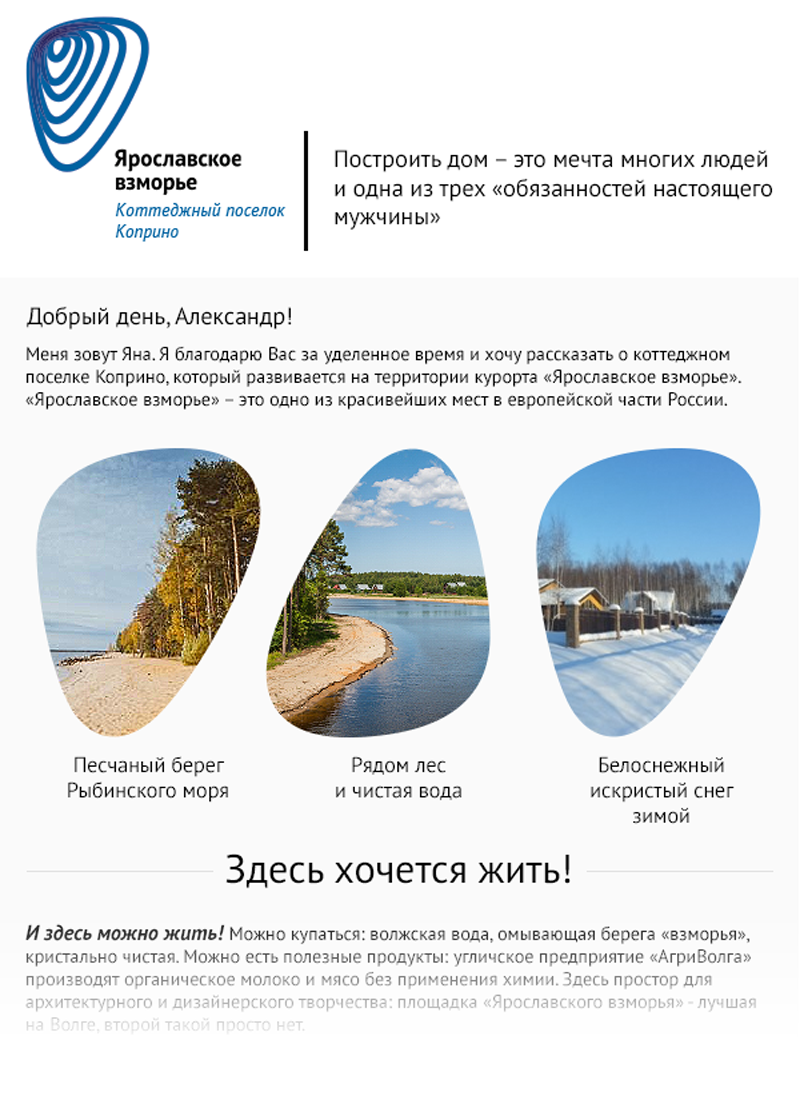 Ярославское
взморье
Коттеджный поселок
Коприно
Построить дом – это мечта многих людей
и одна из трех «обязанностей настоящего
мужчины»
Добрый день, Александр!
Меня зовут Яна. Я благодарю Вас за уделенное время и хочу рассказать о коттеджном
поселке Коприно, который развивается на территории курорта «Ярославское взморье».
«Ярославское взморье» – это одно из красивейших мест в европейской части России.
Песчаный берег
Рыбинского моря
Рядом лес
и чистая вода
Белоснежный
искристый снег
зимой
Здесь хочется жить!
И здесь можно жить! Можно купаться: волжская вода, омывающая берега «взморья»,
кристально чистая. Можно есть полезные продукты: угличское предприятие «АгриВолга»
производят органическое молоко и мясо без применения химии. Здесь простор для
архитектурного и дизайнерского творчества: площадка «Ярославского взморья» - лучшая
на Волге, второй такой просто нет.